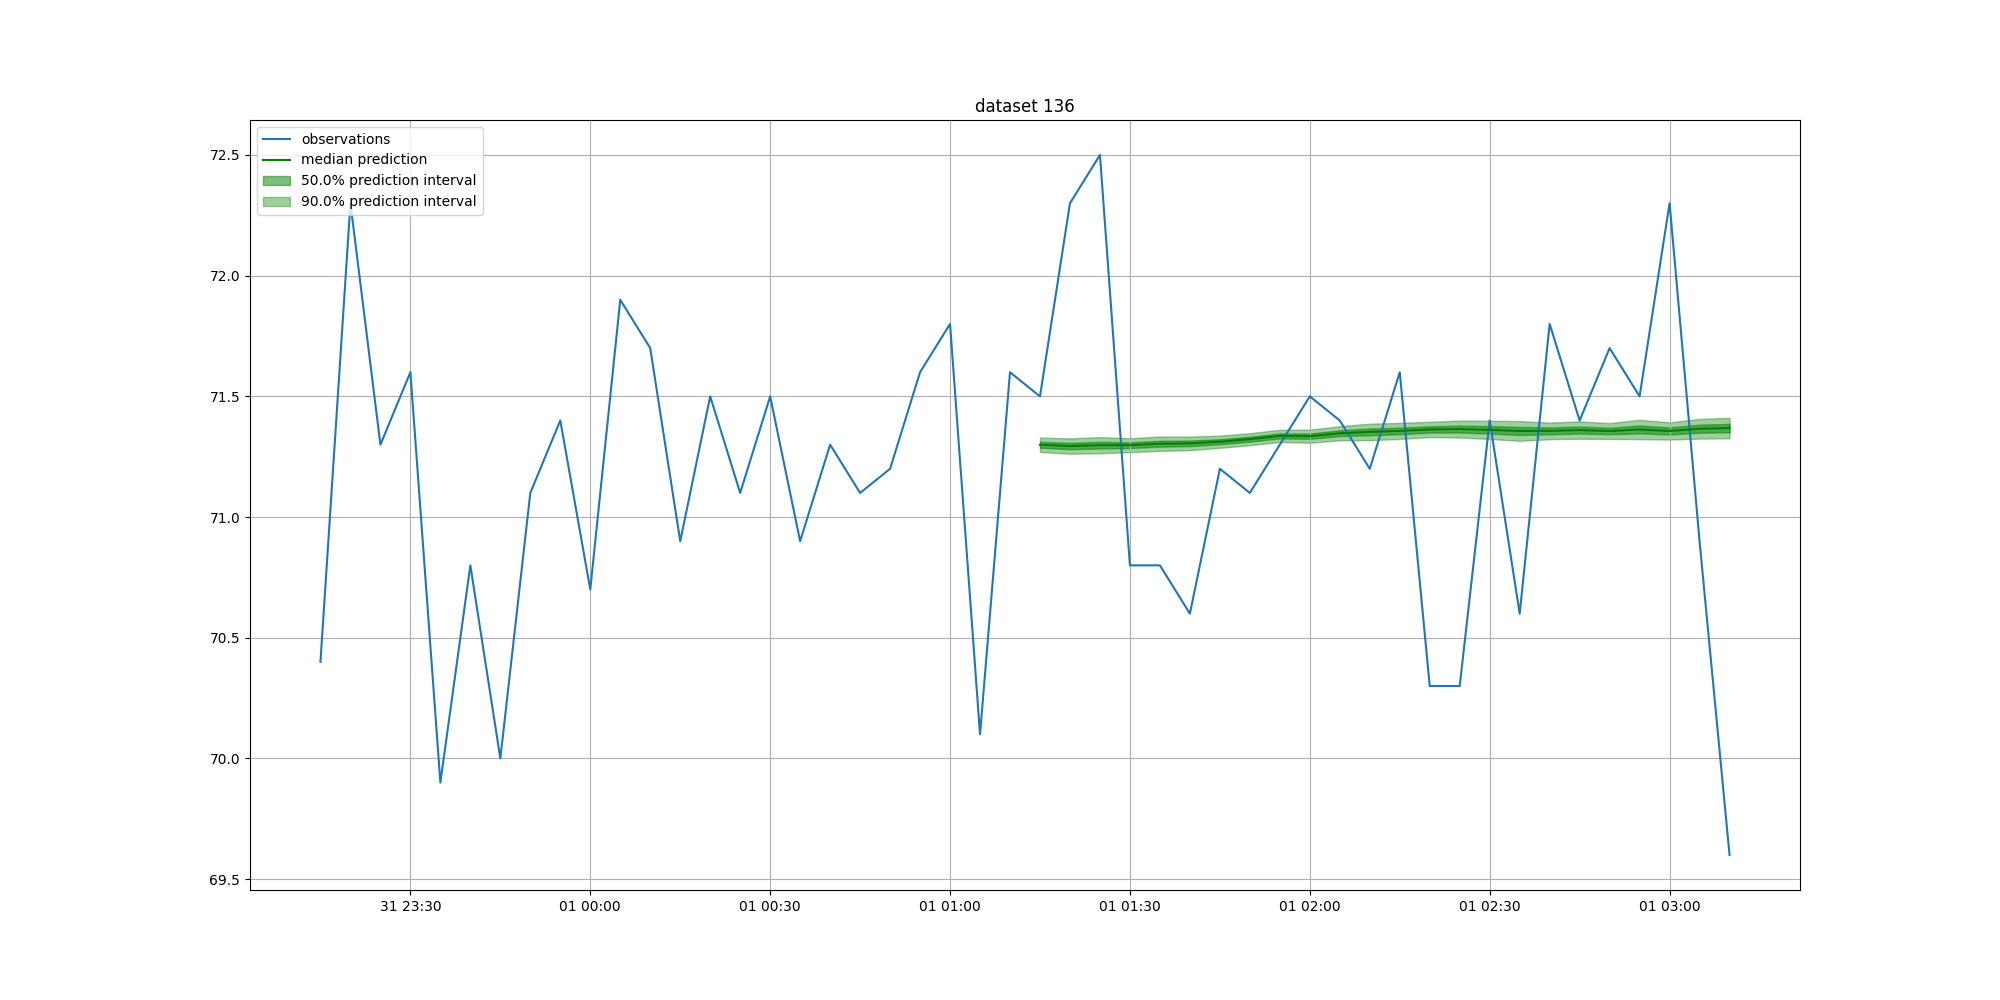 dataset 136
observations
median prediction
50.0% prediction interval
90.0% prediction interval
72.5
72.0
71.5
71.0
70.5
70.0
69.5
31 23:30 01 00:00 01 00:30 01 01:00 01 01:30 01 02:00 01 02:30 01 03:00